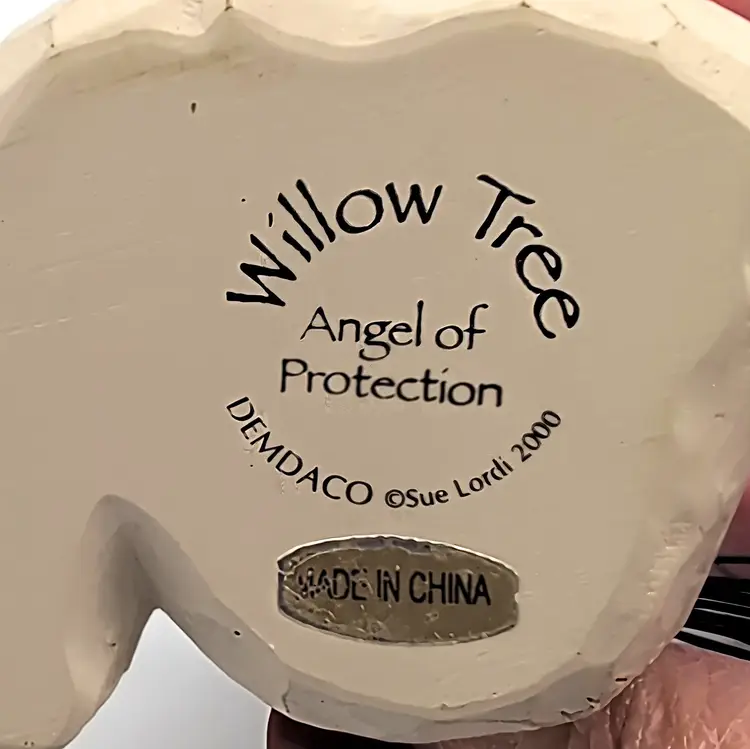 Willow Tree
Angel of
Protection
DEMDACO ©Sue Lordi 2000
MADE IN CHINA